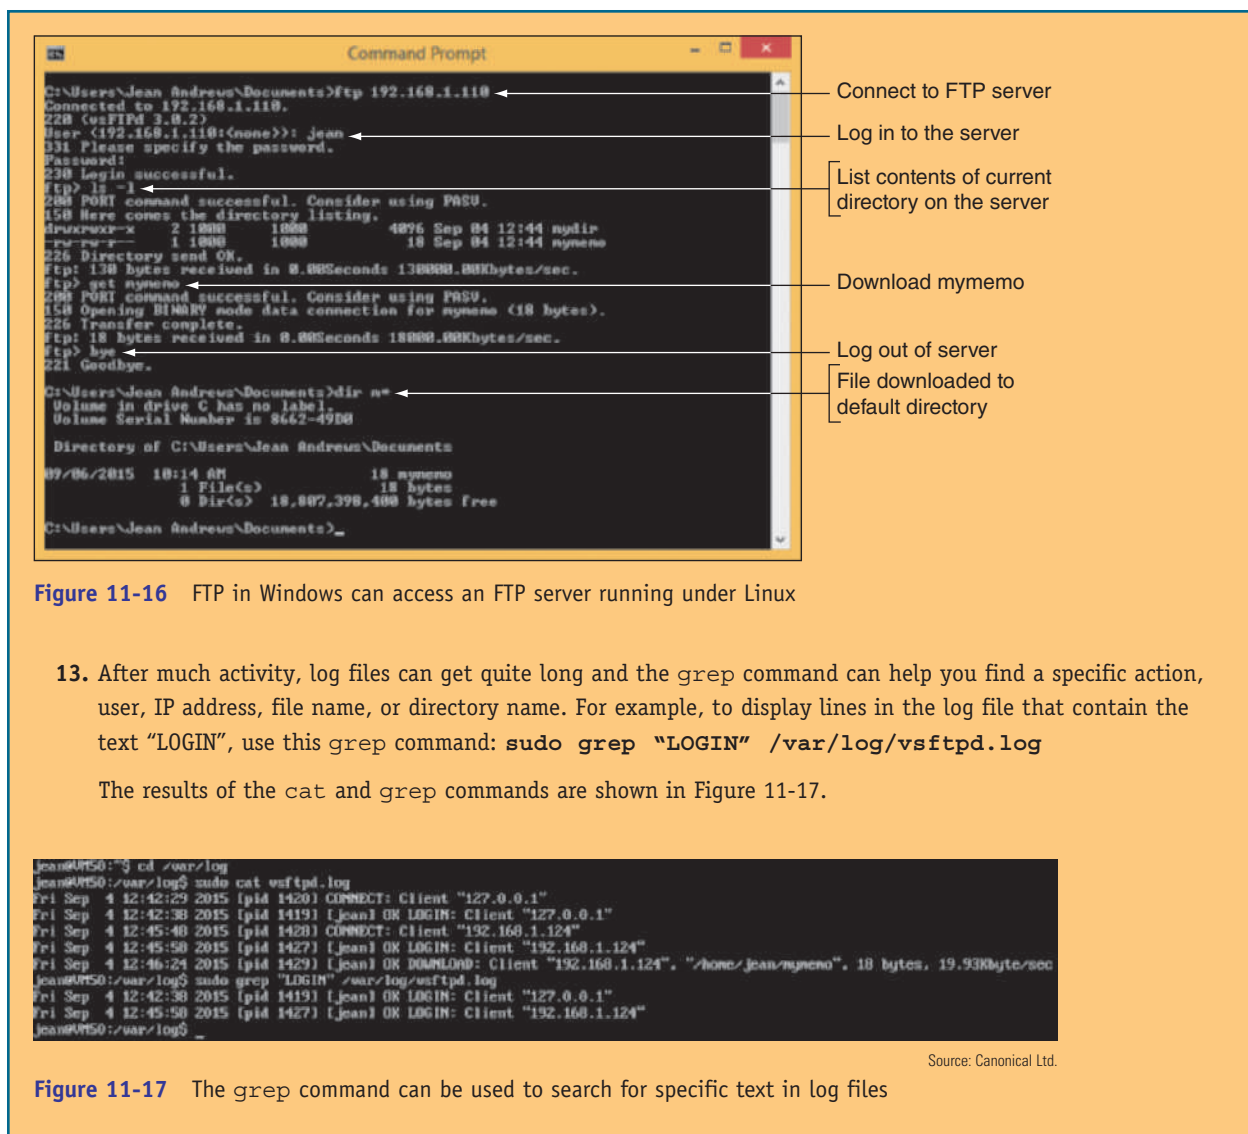 Command Prompt
C:\Users\Jean Andrews\Documents>ftp 192.168.1.110
Connected to 192.168.1.110.
220 (vsFTPd 3.0.2)
User (192.168.1.110:(none)): jean
331 Please specify the password.
Password:
230 Login successful.
ftp> ls -l
200 PORT command successful. Consider using PASV.
150 Here comes the directory listing.
drwxrwxr-x 2 1000 1000 4096 Sep 04 12:44 mydir
-rw-rw-r-- 1 1000 1000 18 Sep 04 12:44 mymemo
226 Directory send OK.
ftp: 130 bytes received in 0.00Seconds 130000.00Kbytes/sec.
ftp> get mymemo
200 PORT command successful. Consider using PASV.
150 Opening BINARY mode data connection for mymemo (18 bytes).
226 Transfer complete.
ftp: 18 bytes received in 0.00Seconds 18000.00Kbytes/sec.
ftp> bye
221 Goodbye.
C:\Users\Jean Andrews\Documents>dir m*
Volume in drive C has no label.
Volume Serial Number is 8662-49D0
Directory of C:\Users\Jean Andrews\Documents
09/06/2015 10:14 AM 18 mymemo
1 File(s) 18 bytes
0 Dir(s) 18,807,398,400 bytes free
C:\Users\Jean Andrews\Documents>_
Connect to FTP server
Log in to the server
List contents of current
directory on the server
Download mymemo
Log out of server
File downloaded to
default directory
Figure 11-16 FTP in Windows can access an FTP server running under Linux
13. After much activity, log files can get quite long and the grep command can help you find a specific action,
user, IP address, file name, or directory name. For example, to display lines in the log file that contain the
text “LOGIN”, use this grep command: sudo grep “LOGIN” /var/log/vsftpd.log
The results of the cat and grep commands are shown in Figure 11-17.
jean@VM50:~$ cd /var/log
jean@VM50:/var/log$ sudo cat vsftpd.log
Fri Sep 4 12:42:29 2015 [pid 1420] CONNECT: Client "127.0.0.1"
Fri Sep 4 12:42:38 2015 [pid 1419] [jean] OK LOGIN: Client "127.0.0.1"
Fri Sep 4 12:45:48 2015 [pid 1428] CONNECT: Client "192.168.1.124"
Fri Sep 4 12:45:50 2015 [pid 1427] [jean] OK LOGIN: Client "192.168.1.124"
Fri Sep 4 12:46:24 2015 [pid 1429] [jean] OK DOWNLOAD: Client "192.168.1.124", "/home/jean/mymemo", 18 bytes, 19.93Kbyte/sec
jean@VM50:/var/log$ sudo grep "LOGIN" /var/log/vsftpd.log
Fri Sep 4 12:42:38 2015 [pid 1419] [jean] OK LOGIN: Client "127.0.0.1"
Fri Sep 4 12:45:50 2015 [pid 1427] [jean] OK LOGIN: Client "192.168.1.124"
jean@VM50:/var/log$ _
Source: Canonical Ltd.
Figure 11-17 The grep command can be used to search for specific text in log files